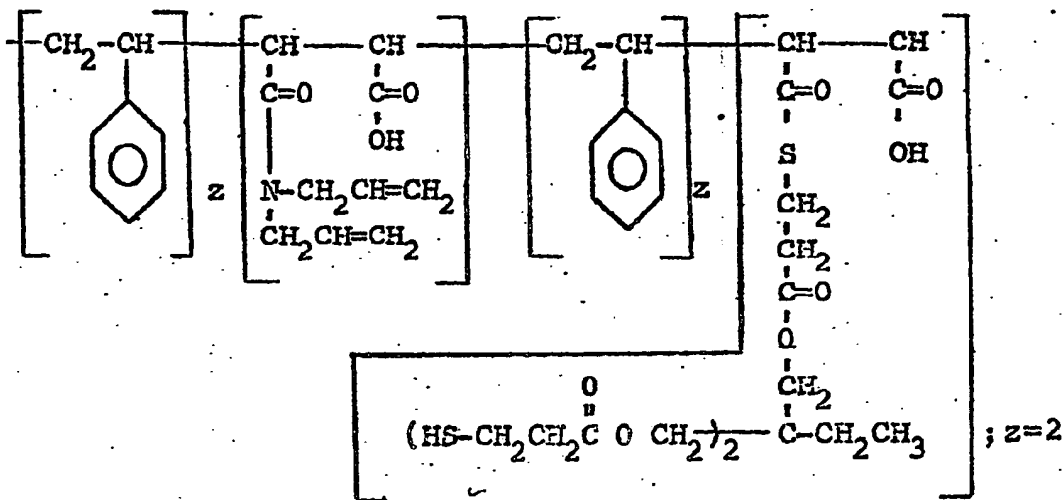 CH₂-CH CH CH CH₂-CH CH CH
C=O C=O C=O C=O
OH S OH
z N-CH₂CH=CH₂ z CH₂
CH₂CH=CH₂ CH₂
C=O
O
O CH₂
(HS-CH₂CH₂C O CH₂)₂ C-CH₂CH₃ ; z=2